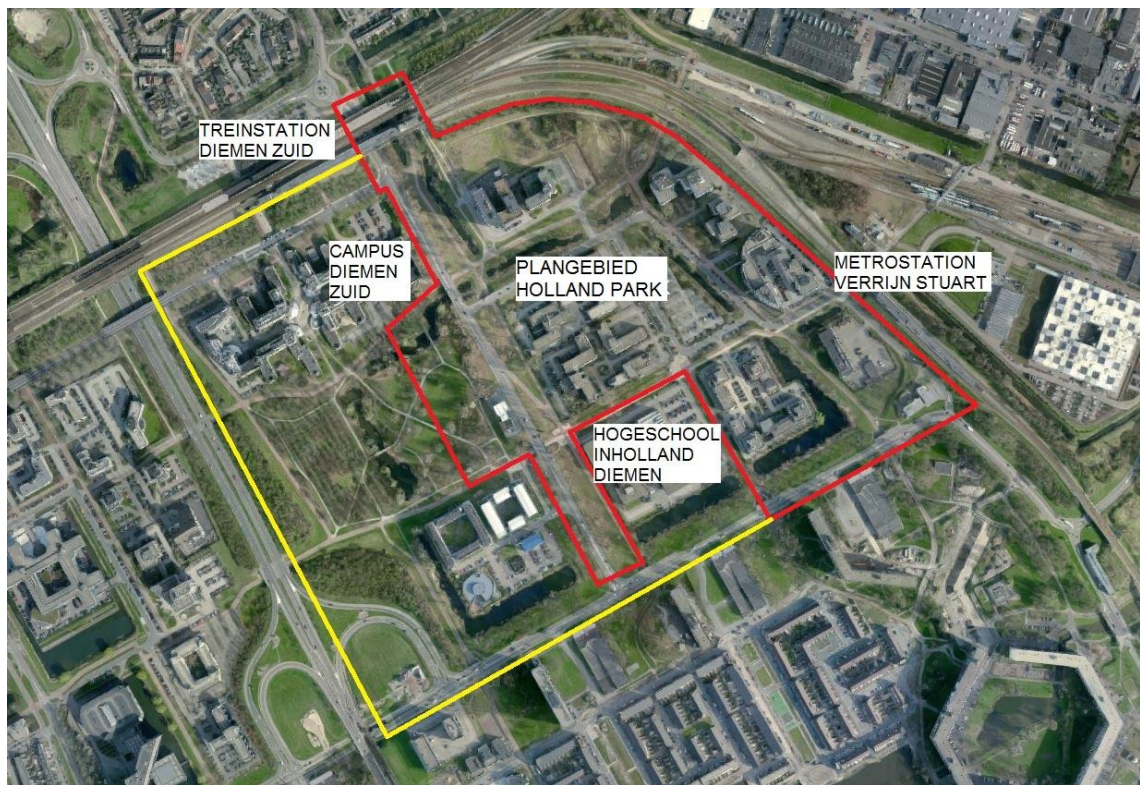 TREINSTATION
DIEMEN ZUID
CAMPUS
DIEMEN
ZUID
PLANGEBIED
HOLLAND PARK
METROSTATION
VERRIJN STUART
HOGESCHOOL
INHOLLAND
DIEMEN